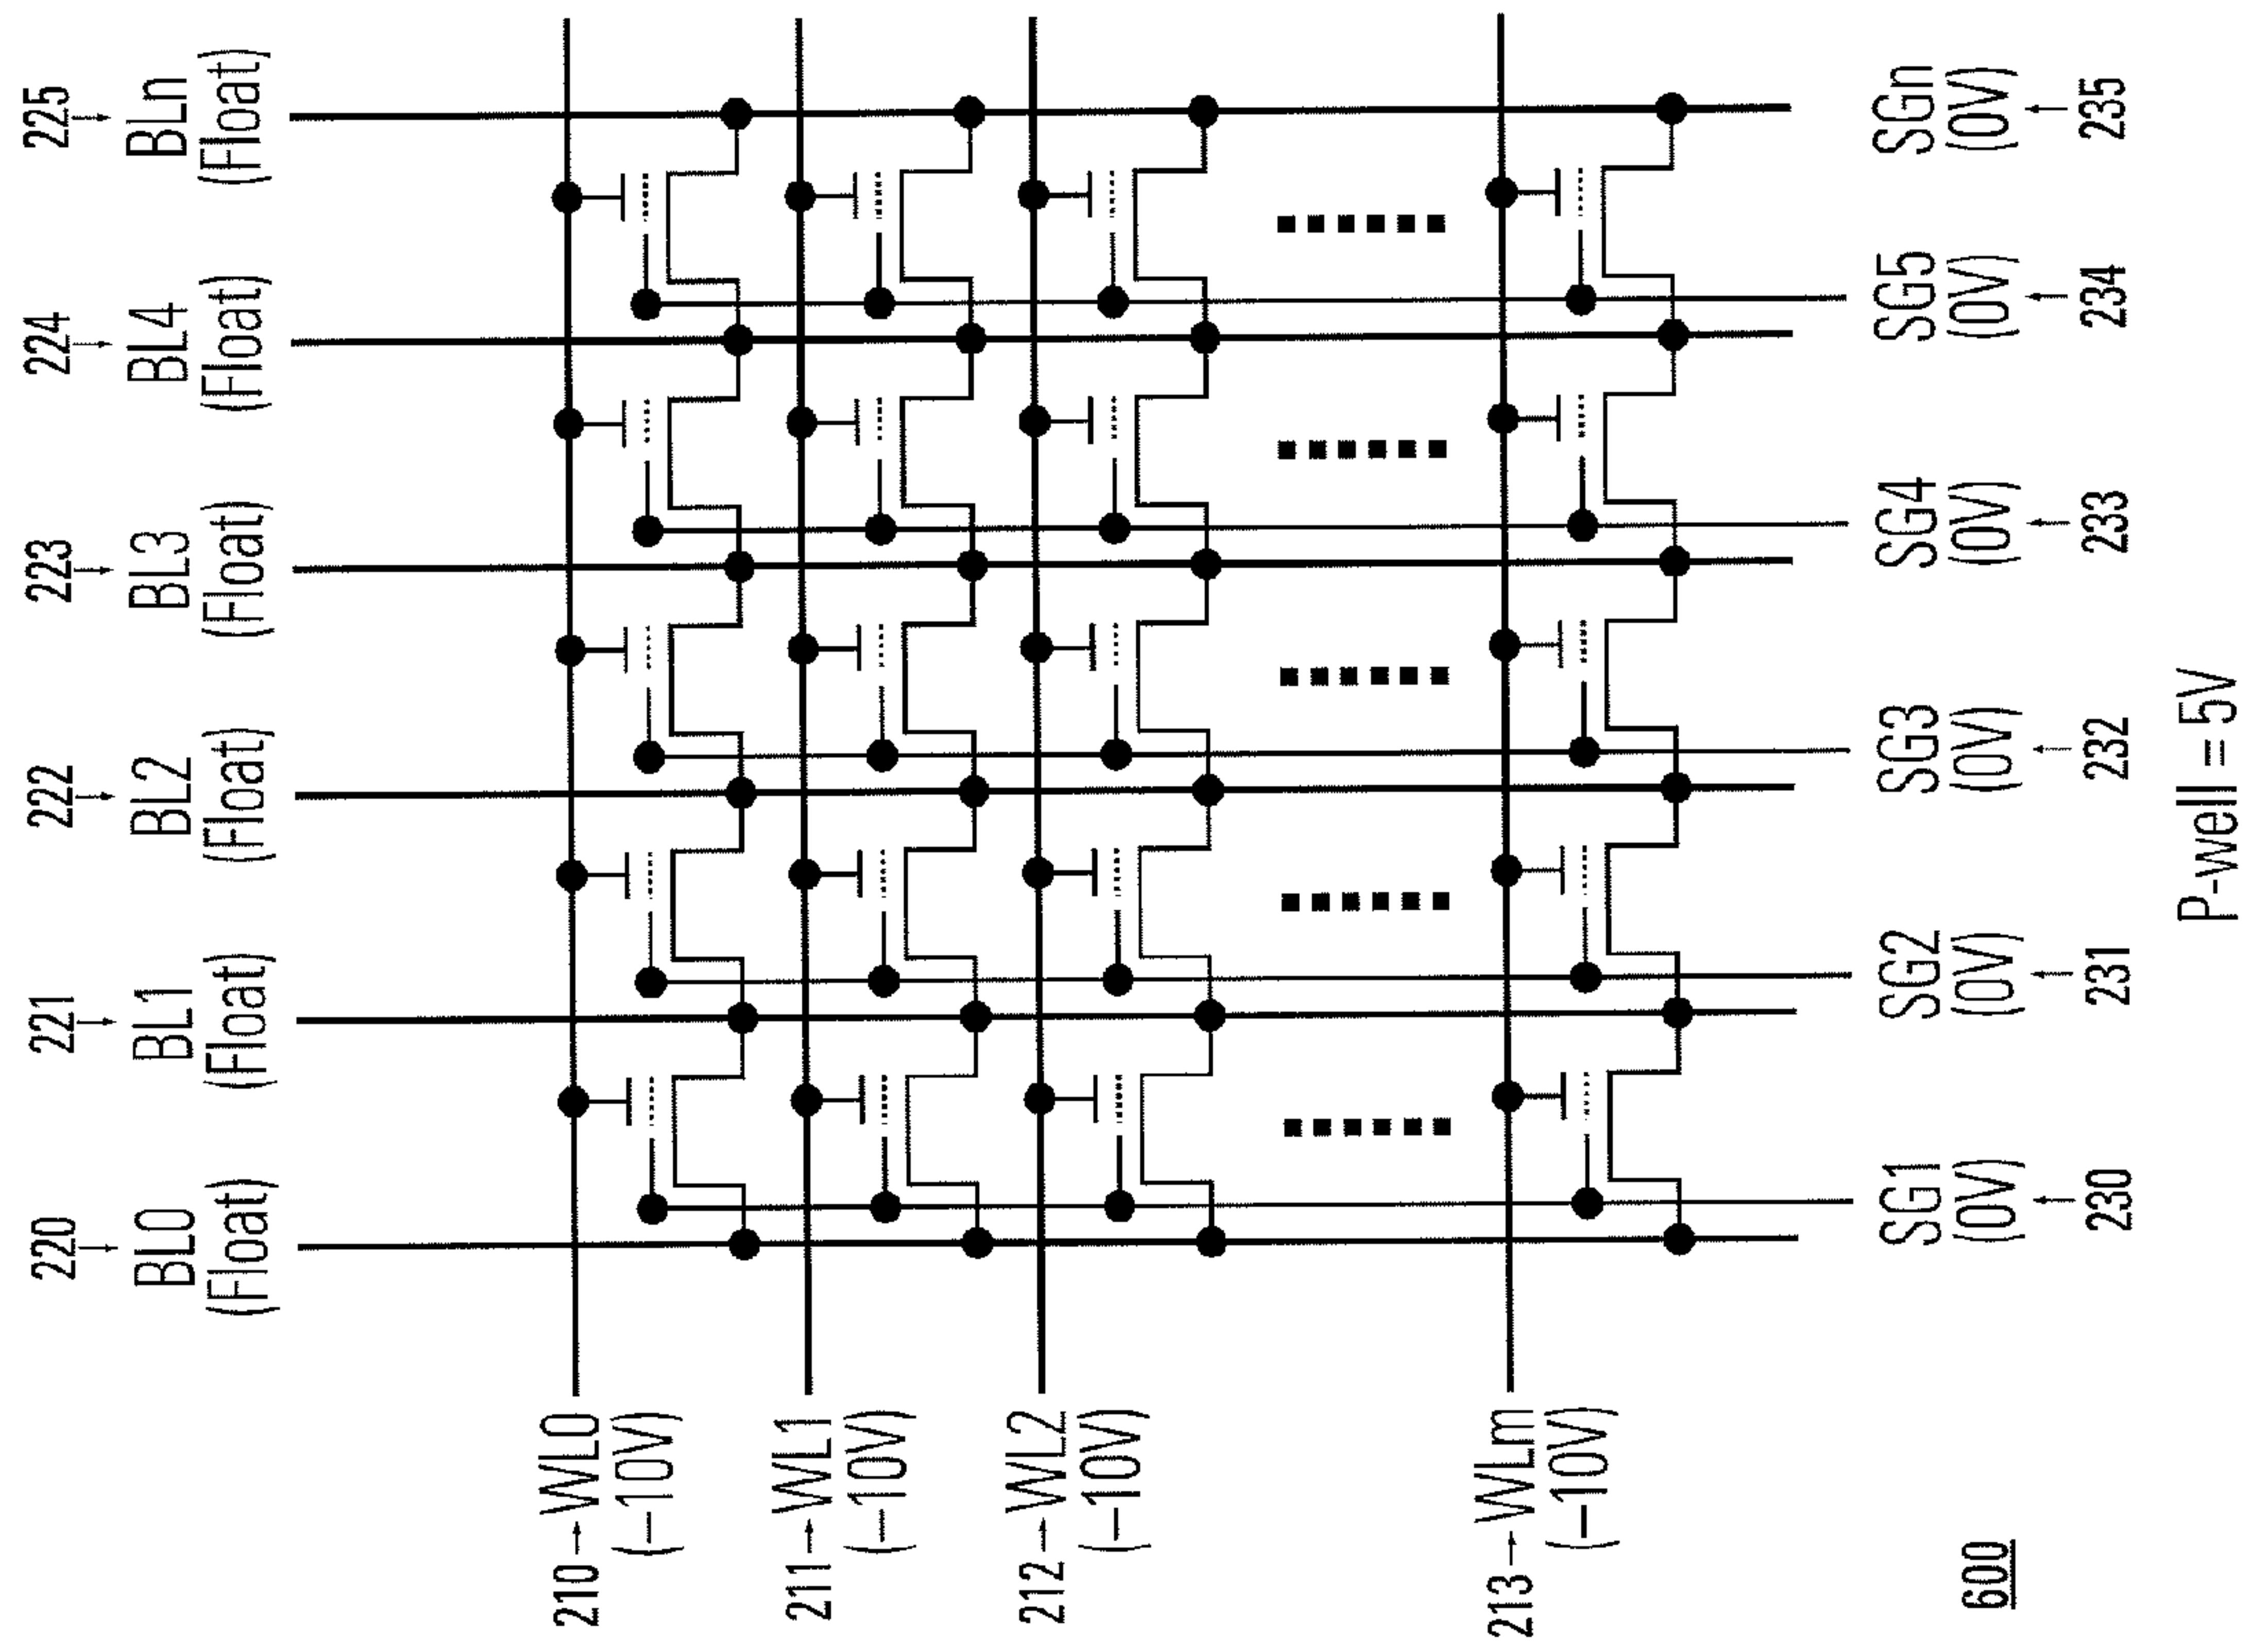 220 221 222 223 224 225
BL0 BL1 BL2 BL3 BL4 BLn
(Float) (Float) (Float) (Float) (Float) (Float)
210→WL0
(–10V)
211→WL1
(–10V)
212→WL2
(–10V)
213→WLm
(–10V)
SG1 SG2 SG3 SG4 SG5 SGn
(0V) (0V) (0V) (0V) (0V) (0V)
230 231 232 233 234 235
600
P-well = 5V